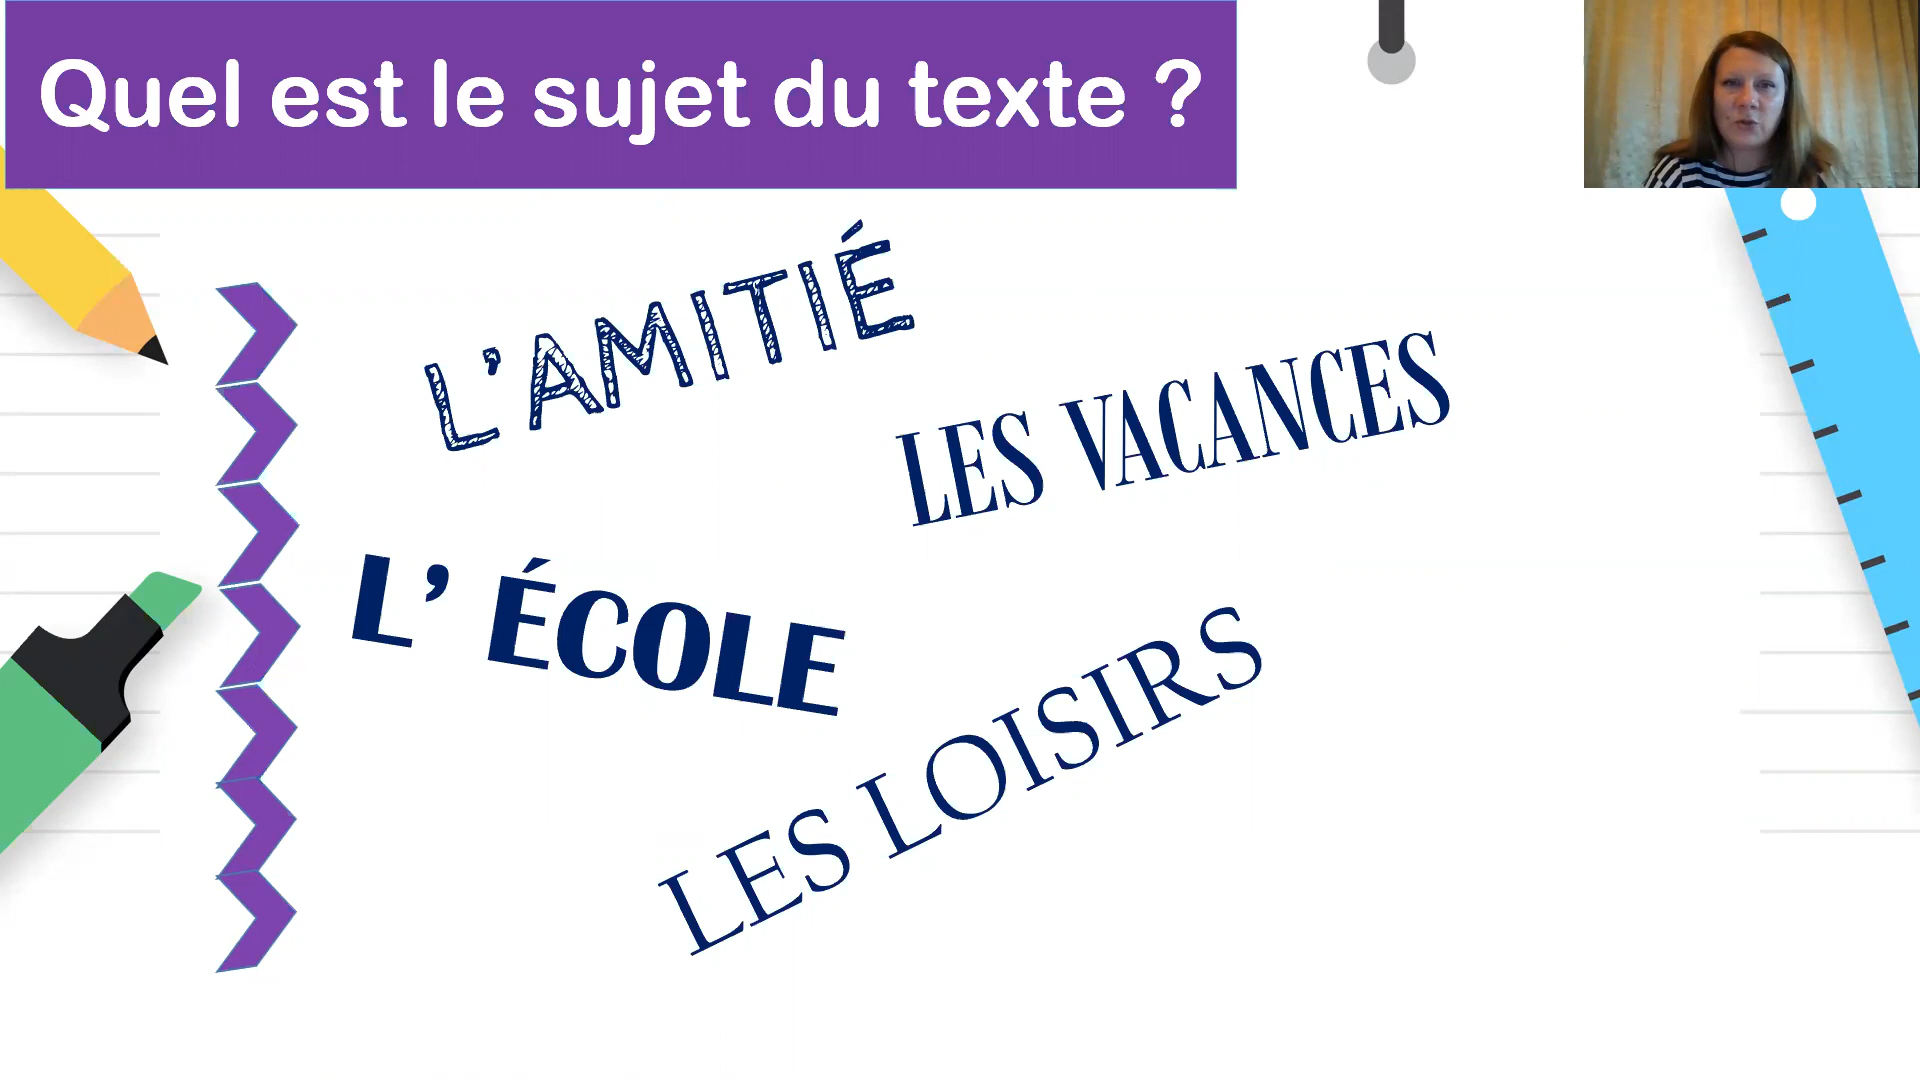 Quel est le sujet du texte ?
L'AMITIÉ
LES VACANCES
L' ÉCOLE
LES LOISIRS